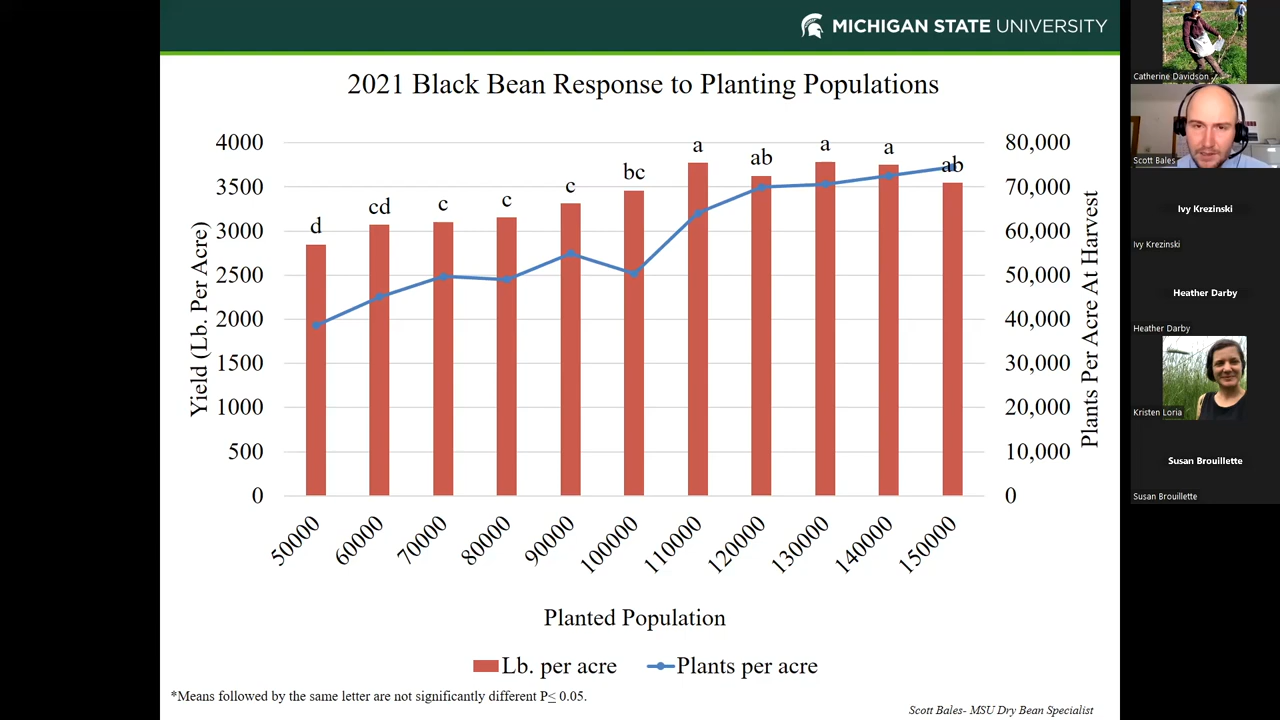 MICHIGAN STATE UNIVERSITY
2021 Black Bean Response to Planting Populations
4000
3500
3000
2500
2000
1500
1000
500
0
Yield (Lb. Per Acre)
d
cd
c
c
c
bc
a
ab
a
a
ab
80,000
70,000
60,000
50,000
40,000
30,000
20,000
10,000
0
Plants Per Acre At Harvest
50000
60000
70000
80000
90000
100000
110000
120000
130000
140000
150000
Planted Population
Lb. per acre
Plants per acre
*Means followed by the same letter are not significantly different P≤ 0.05.
Scott Bales- MSU Dry Bean Specialist
Catherine Davidson
Scott Bales
Ivy Krezinski
Ivy Krezinski
Heather Darby
Heather Darby
Kristen Loria
Susan Brouillette
Susan Brouillette